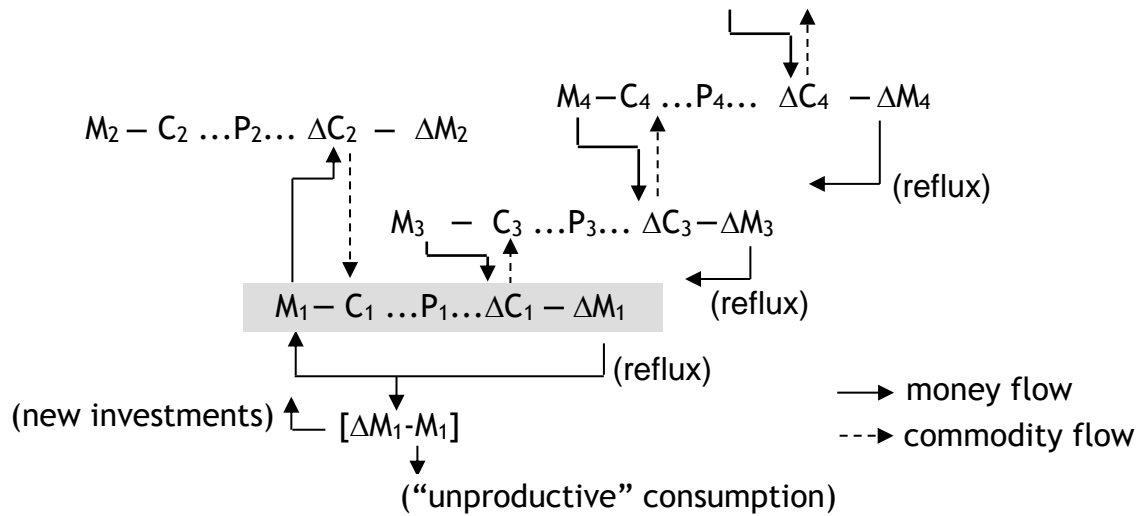 M₄–C₄ …P₄… ΔC₄ – ΔM₄
M₂ – C₂ …P₂… ΔC₂ – ΔM₂
(reflux)
M₃ – C₃ …P₃… ΔC₃–ΔM₃
(reflux)
M₁– C₁ …P₁…ΔC₁ – ΔM₁
(reflux)
money flow
(new investments)
[ΔM₁-M₁]
commodity flow
(“unproductive” consumption)